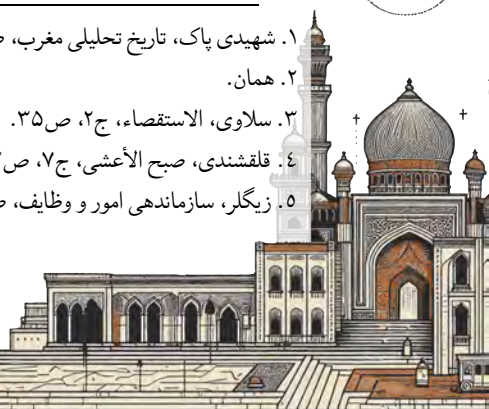 ۱. شهیدی پاک، تاریخ تحلیلی مغرب،
۲. همان.
۳. سلاوی، الاستقصاء، ج۲، ص۳۵.
٤. قلقشندی، صبح الأعشی، ج۷، ص
٥. زیگلر، سازماندهی امور و وظایف،